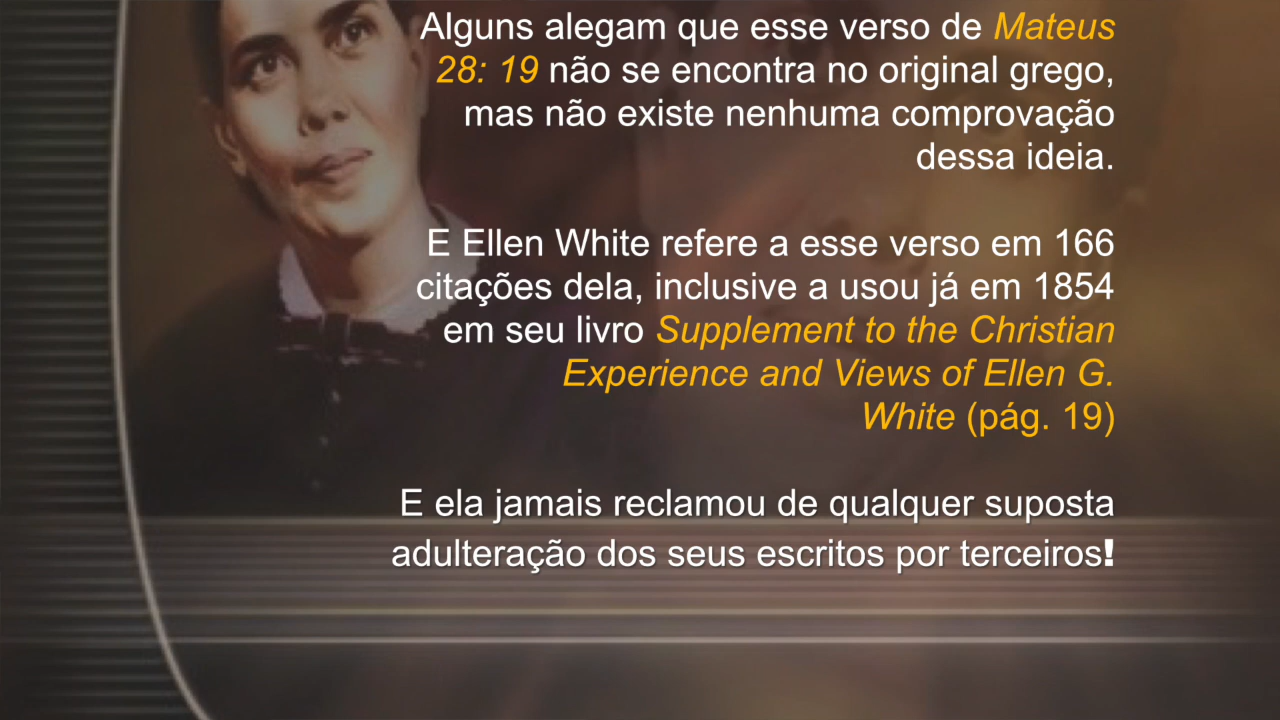 Alguns alegam que esse verso de Mateus
28: 19 não se encontra no original grego,
mas não existe nenhuma comprovação
dessa ideia.
E Ellen White refere a esse verso em 166
citações dela, inclusive a usou já em 1854
em seu livro Supplement to the Christian
Experience and Views of Ellen G.
White (pág. 19)
E ela jamais reclamou de qualquer suposta
adulteração dos seus escritos por terceiros!